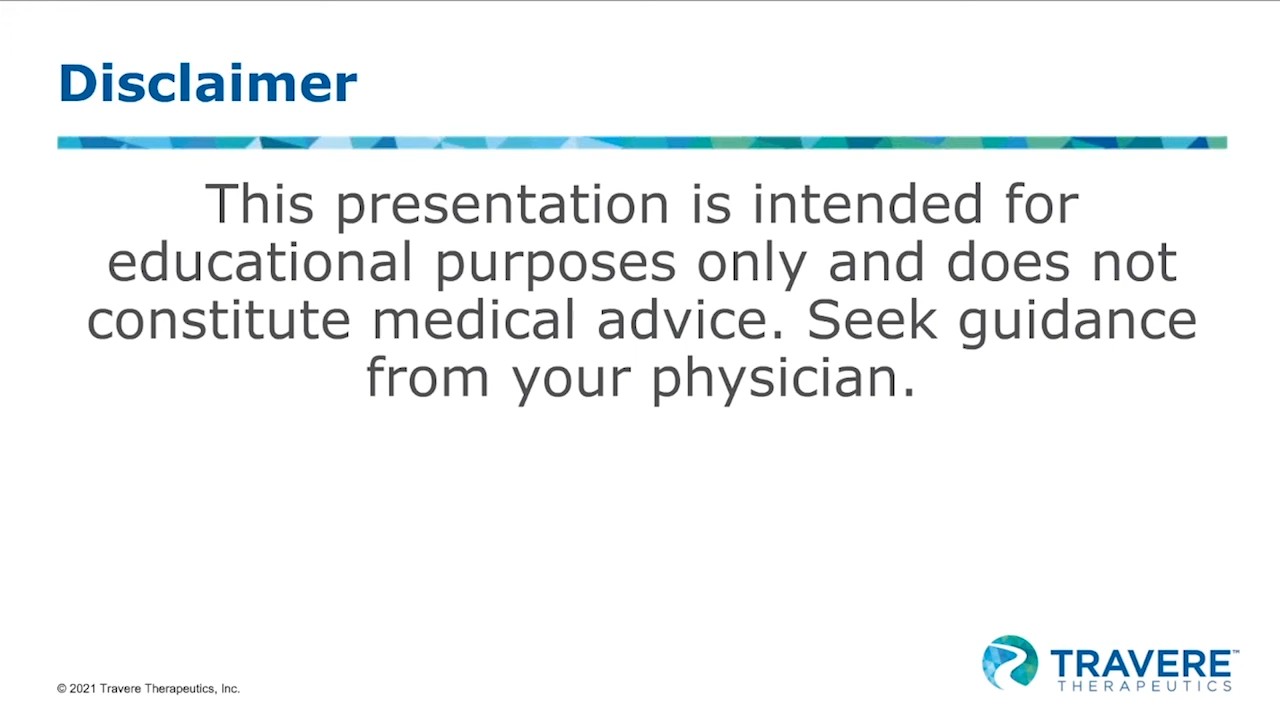 Disclaimer
This presentation is intended for
educational purposes only and does not
constitute medical advice. Seek guidance
from your physician.
© 2021 Travere Therapeutics, Inc.
TRAVERE™
THERAPEUTICS